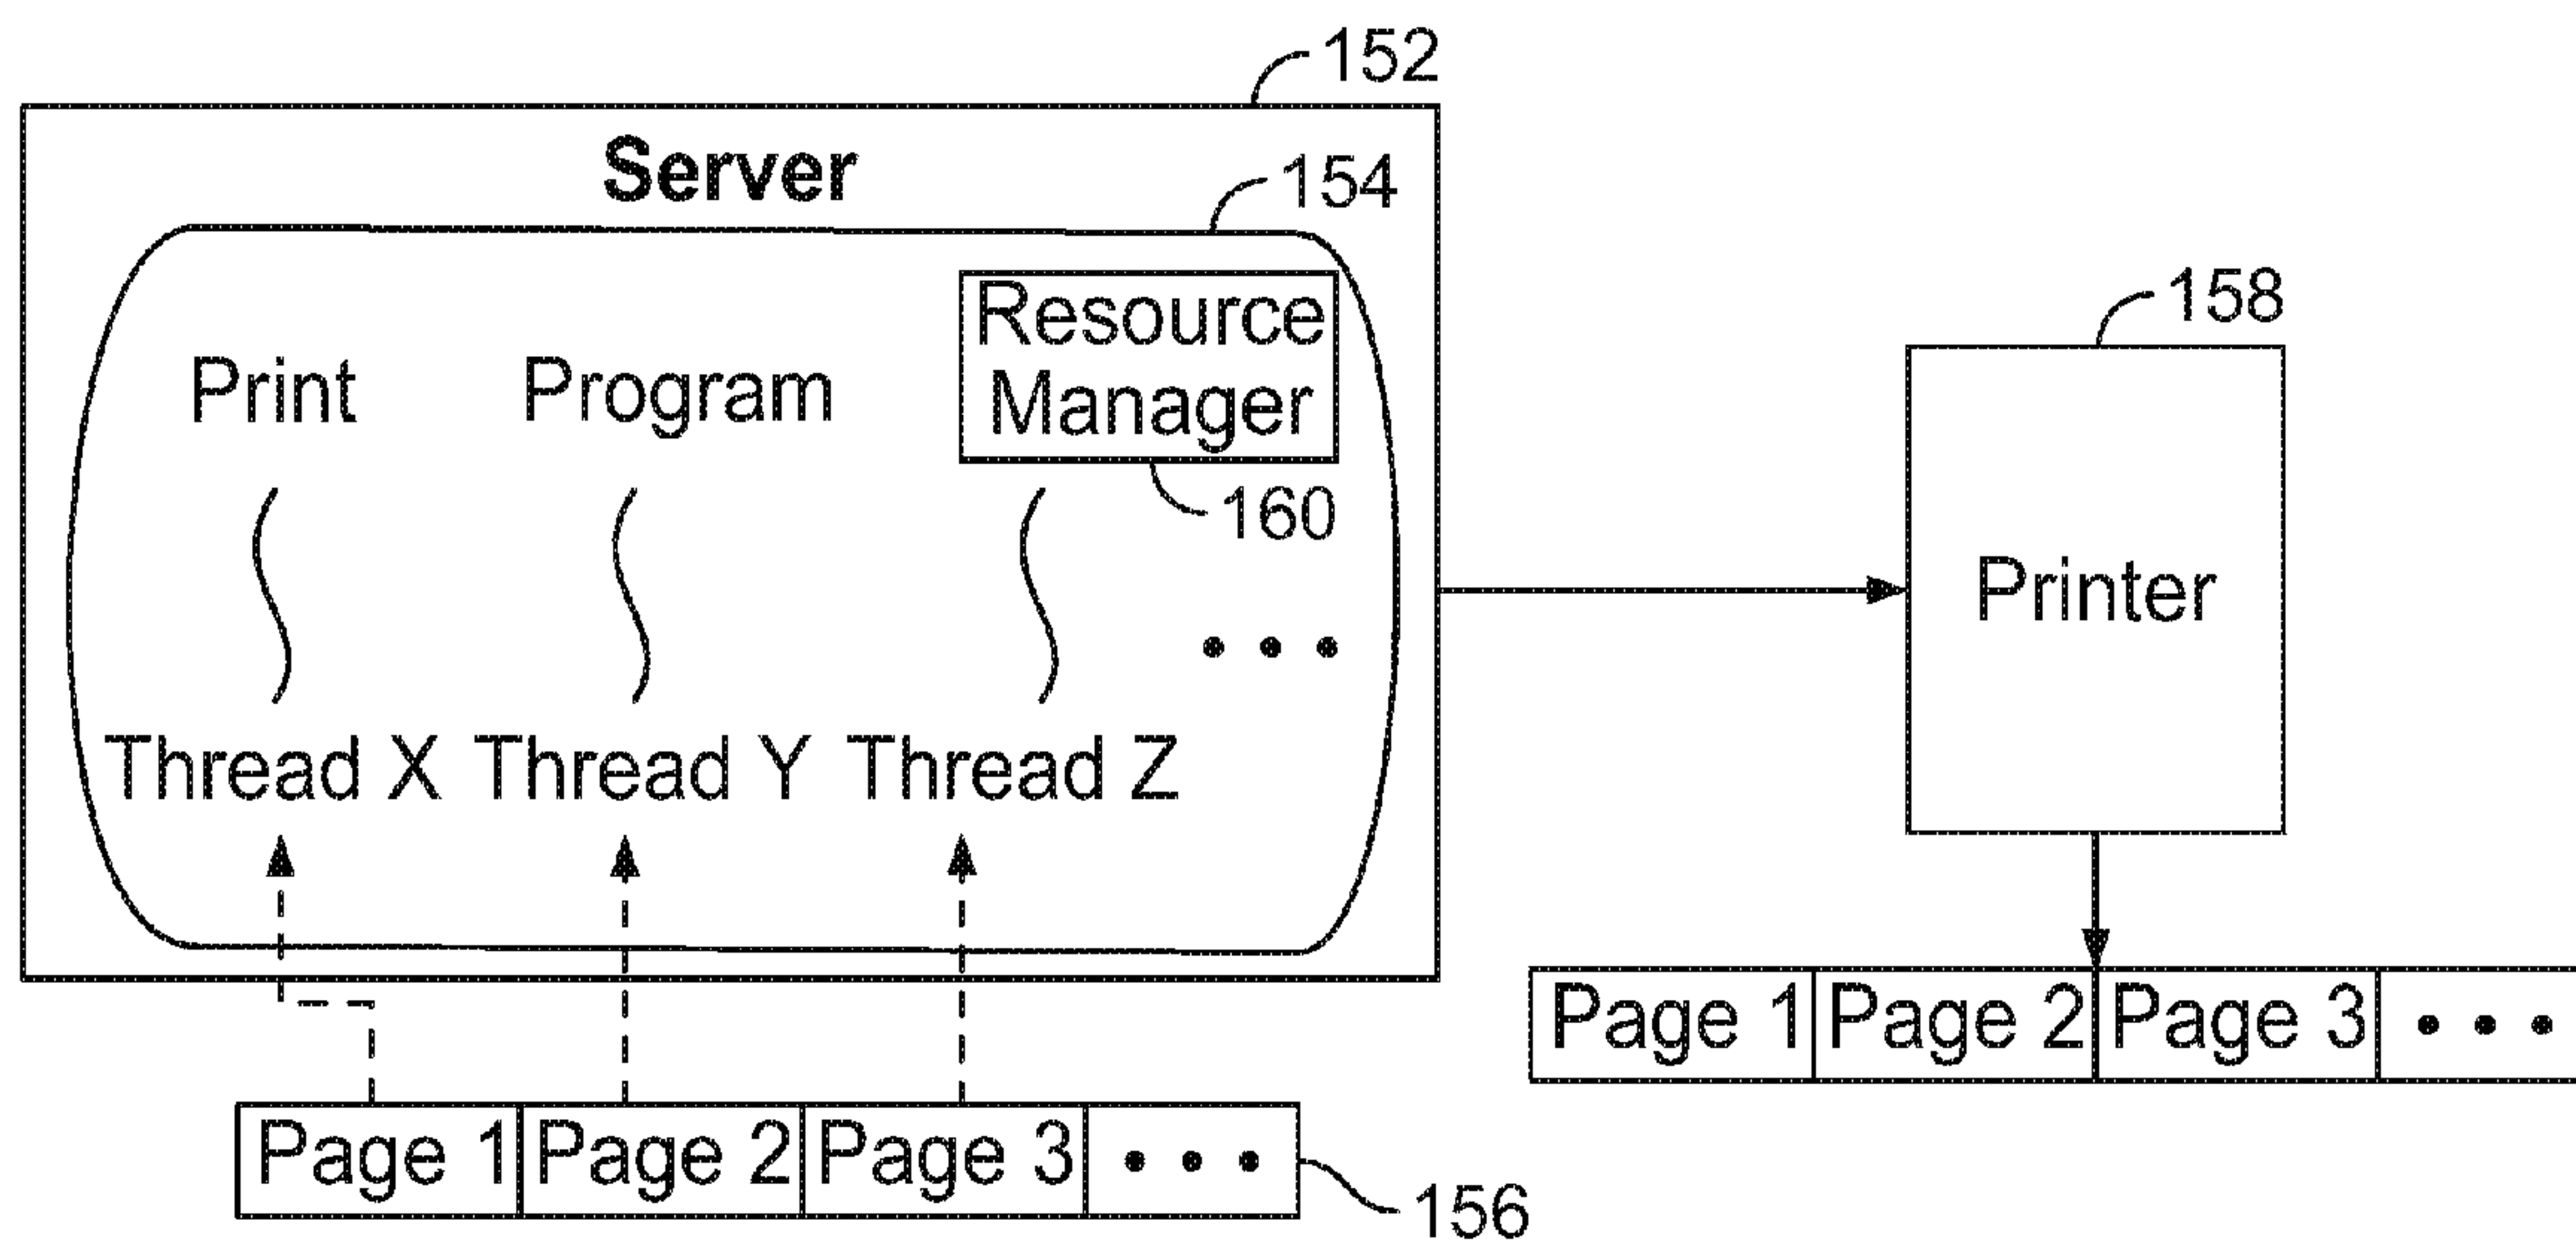 152
Server
154
Resource
Manager
Print Program
160
158
Printer
Thread X Thread Y Thread Z
Page 1 Page 2 Page 3 • • •
Page 1 Page 2 Page 3 • • •
156